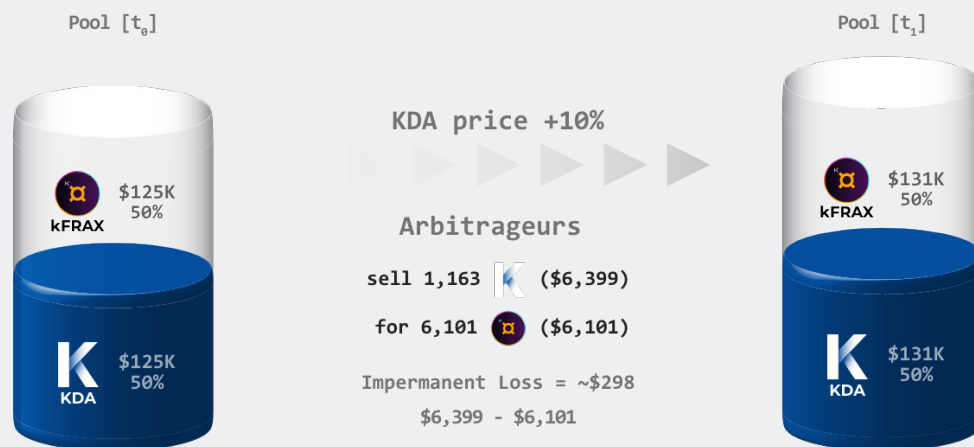 Pool [t₀]
kFRAX
$125K
50%
KDA
$125K
50%
KDA price +10%
Arbitrageurs
sell 1,163 K ($6,399)
for 6,101 ($6,101)
Impermanent Loss = ~$298
$6,399 - $6,101
Pool [t₁]
kFRAX
$131K
50%
KDA
$131K
50%